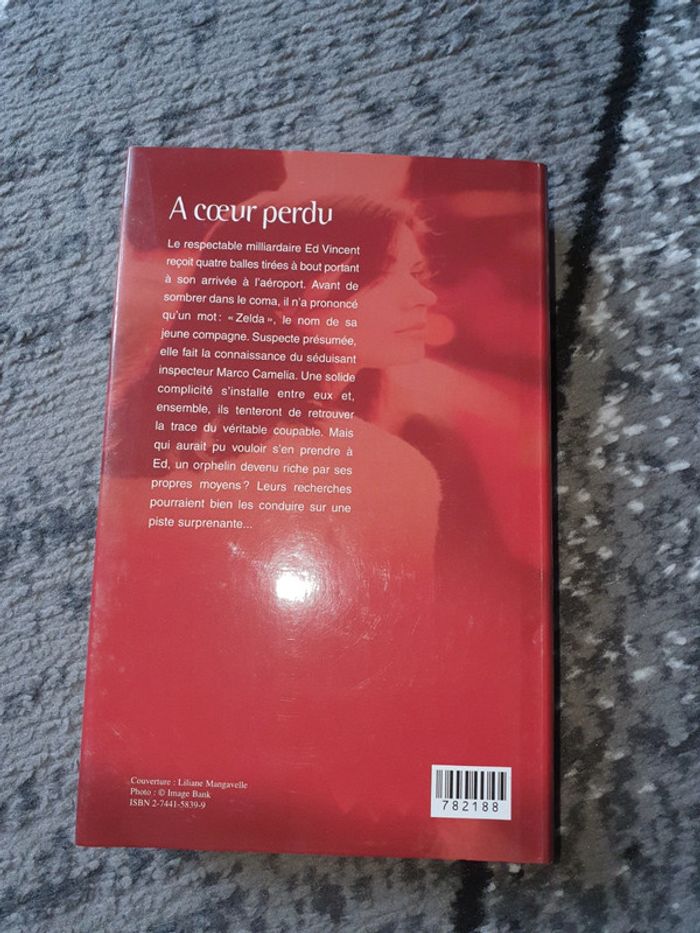 A cœur perdu
Le respectable milliardaire Ed Vincent
reçoit quatre balles tirées à bout portant
à son arrivée à l'aéroport. Avant de
sombrer dans le coma, il n'a prononcé
qu'un mot : « Zelda », le nom de sa
jeune compagne. Suspecte présumée,
elle fait la connaissance du séduisant
inspecteur Marco Camelia. Une solide
complicité s'installe entre eux et,
ensemble, ils tenteront de retrouver
la trace du véritable coupable. Mais
qui aurait pu vouloir s'en prendre à
Ed, un orphelin devenu riche par ses
propres moyens ? Leurs recherches
pourraient bien les conduire sur une
piste surprenante...
Couverture : Liliane Mangavelle
Photo : © Image Bank
ISBN 2-7441-5839-9
782188